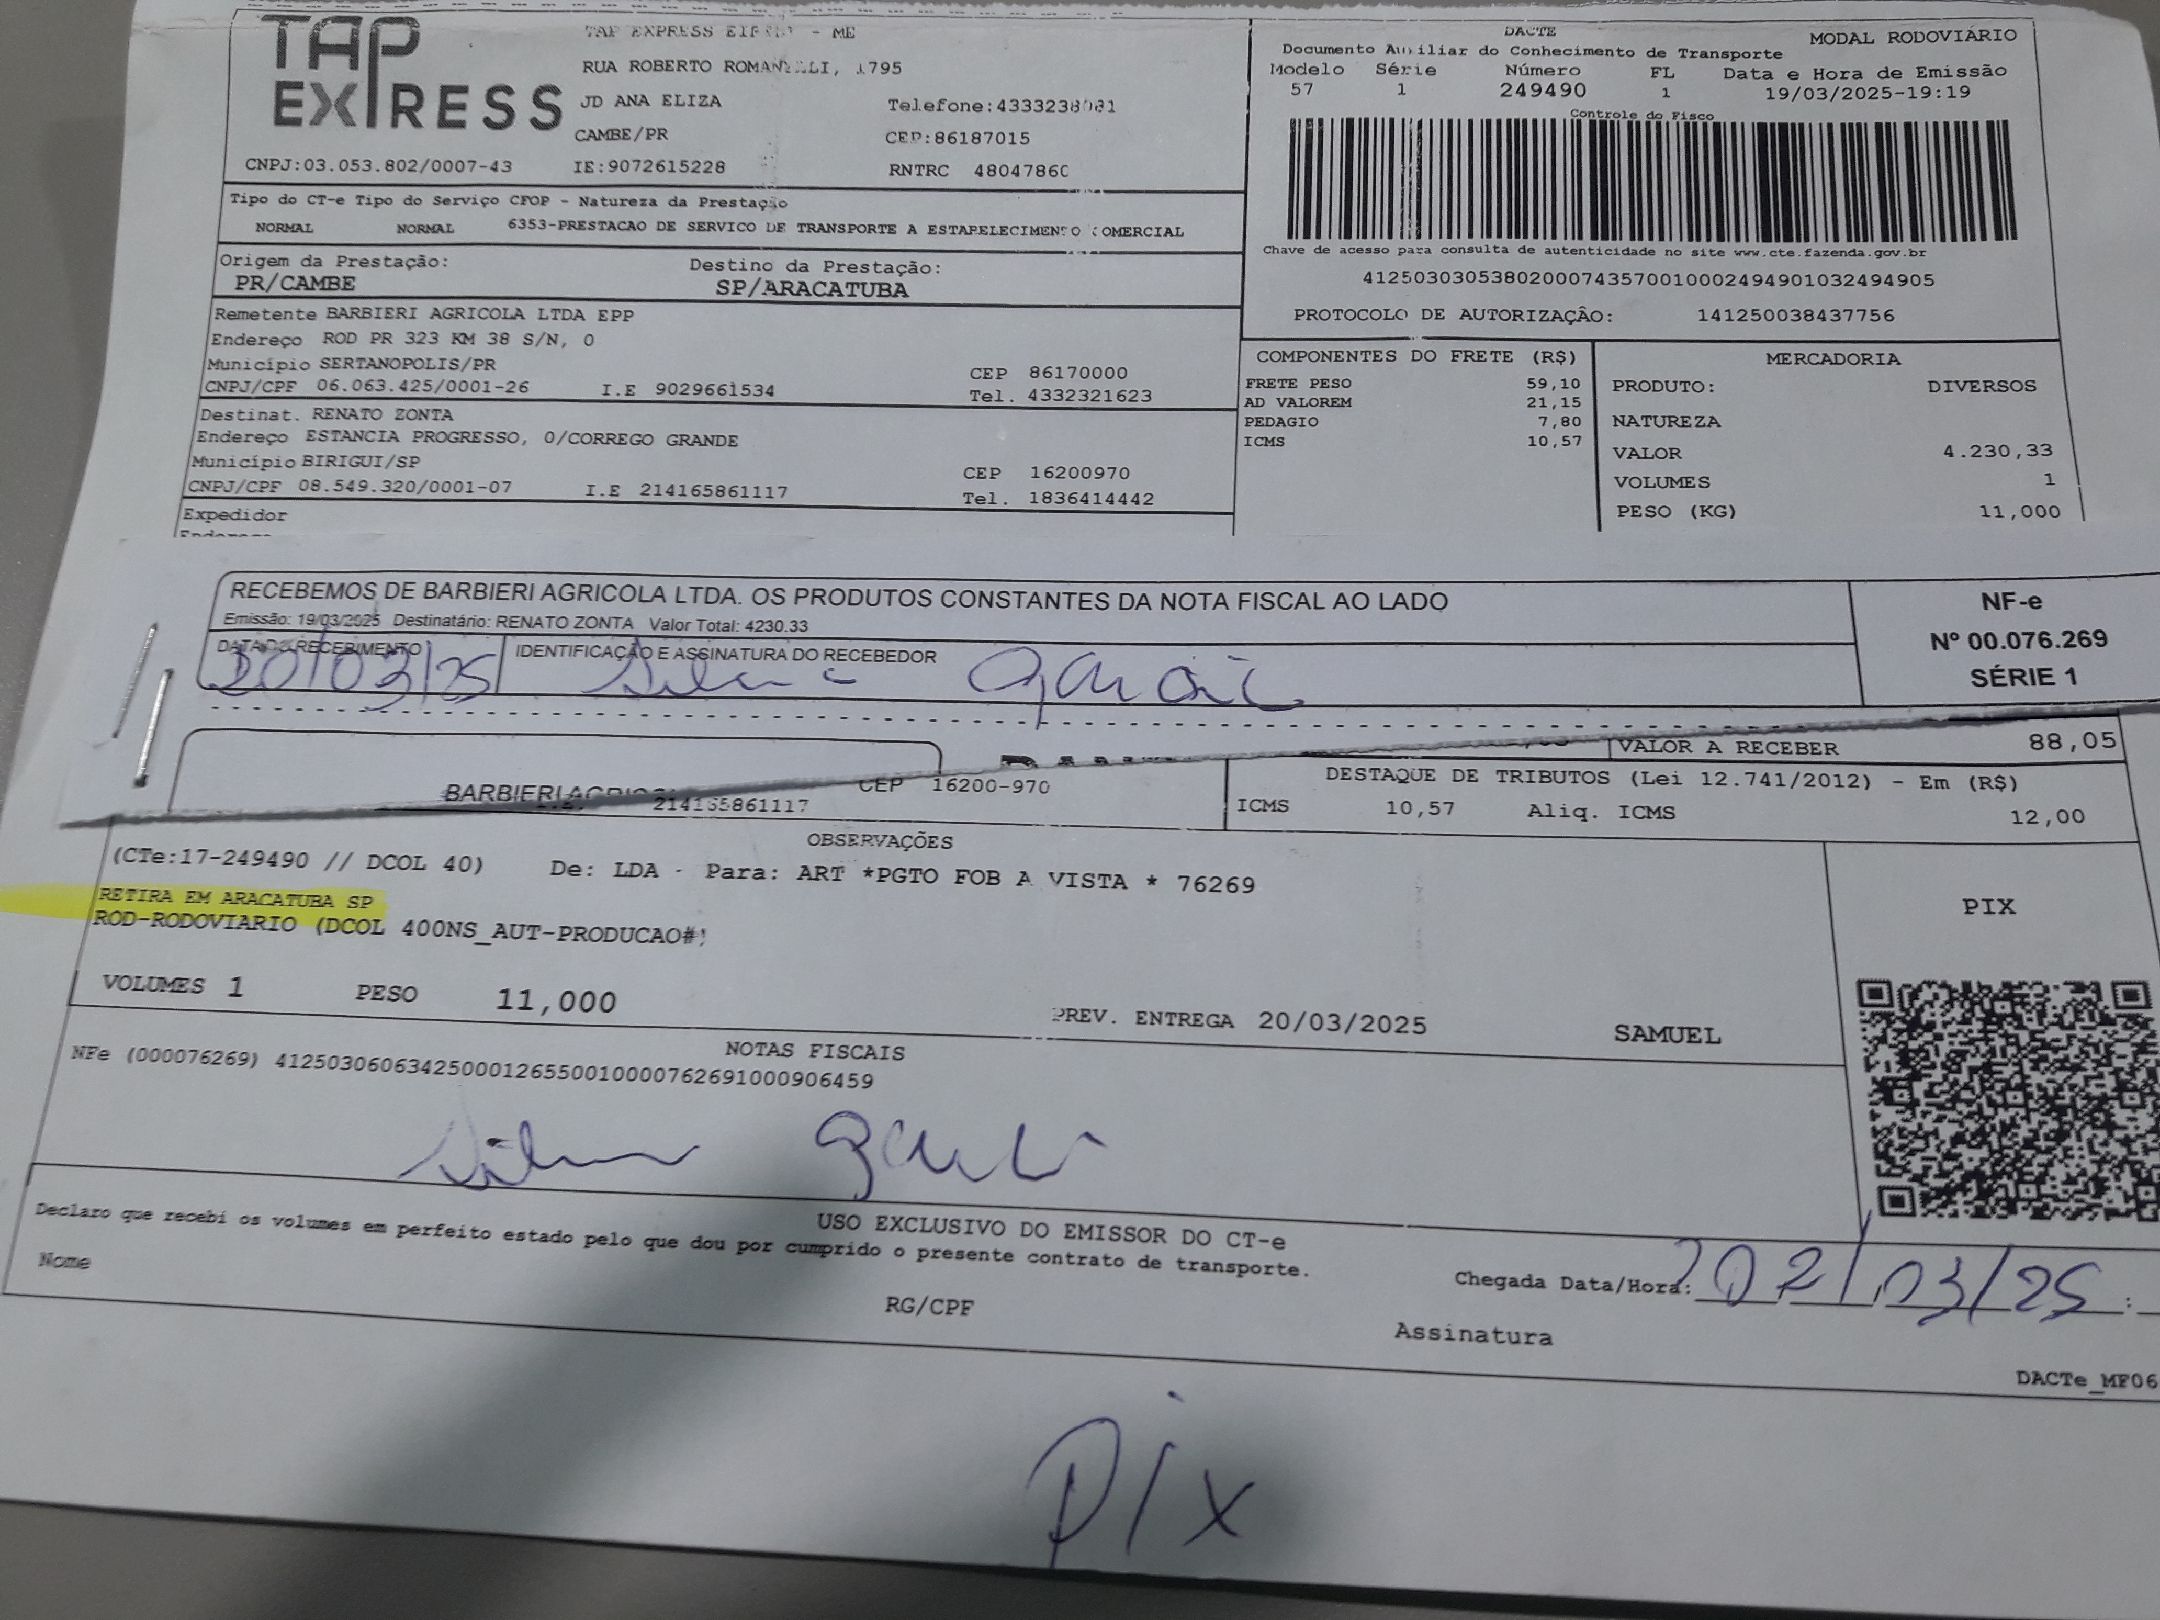 TAP
EXPRESS
TAP EXPRESS EIRELI - ME
RUA ROBERTO ROMANELLI, 1795
JD ANA ELIZA
Telefone:4333238081
CAMBE/PR
CEP:86187015
CNPJ:03.053.802/0007-43
IE:9072615228
RNTRC 48047860
DACTE
MODAL RODOVIÁRIO
Documento Auxiliar do Conhecimento de Transporte
Modelo Série Número FL Data e Hora de Emissão
57 1 249490 1 19/03/2025-19:19
Controle do Fisco
Chave de acesso para consulta de autenticidade no site www.cte.fazenda.gov.br
41250303053802000743570010002494901032494905
PROTOCOLO DE AUTORIZAÇÂO: 141250038437756
Tipo do CT-e Tipo do Serviço CFOP - Natureza da Prestação
NORMAL NORMAL 6353-PRESTACAO DE SERVICO DE TRANSPORTE A ESTABELECIMENTO COMERCIAL
Origem da Prestação: Destino da Prestação:
PR/CAMBE SP/ARACATUBA
Remetente BARBIERI AGRICOLA LTDA EPP
Endereço ROD PR 323 KM 38 S/N, 0
Município SERTANOPOLIS/PR CEP 86170000
CNPJ/CPF 06.063.425/0001-26 I.E 9029661534 Tel. 4332321623
Destinat. RENATO ZONTA
Endereço ESTANCIA PROGRESSO, 0/CORREGO GRANDE
Município BIRIGUI/SP CEP 16200970
CNPJ/CPF 08.549.320/0001-07 I.E 214165861117 Tel. 1836414442
Expedidor
Endereço
COMPONENTES DO FRETE (R$)
FRETE PESO 59,10
AD VALOREM 21,15
PEDAGIO 7,80
ICMS 10,57
MERCADORIA
PRODUTO: DIVERSOS
NATUREZA
VALOR 4.230,33
VOLUMES 1
PESO (KG) 11,000
RECEBEMOS DE BARBIERI AGRICOLA LTDA. OS PRODUTOS CONSTANTES DA NOTA FISCAL AO LADO
Emissão: 19/03/2025 Destinatário: RENATO ZONTA Valor Total: 4230.33
DATA DO RECEBIMENTO
IDENTIFICAÇÃO E ASSINATURA DO RECEBEDOR
20/03/25
NF-e
Nº 00.076.269
SÉRIE 1
BARBIERI
CEP 16200-970
214165861117
VALOR A RECEBER 88,05
DESTAQUE DE TRIBUTOS (Lei 12.741/2012) - Em (R$)
ICMS 10,57 Aliq. ICMS 12,00
OBSERVAÇÕES
(CTe:17-249490 // DCOL 40) De: LDA - Para: ART *PGTO FOB A VISTA * 76269
RETIRA EM ARACATUBA SP
ROD-RODOVIARIO (DCOL 400NS_AUT-PRODUCAO#)
VOLUMES 1 PESO 11,000
PREV. ENTREGA 20/03/2025 SAMUEL
PIX
NOTAS FISCAIS
NFe (000076269) 41250306063425000126550010000762691000906459
USO EXCLUSIVO DO EMISSOR DO CT-e
Declaro que recebi os volumes em perfeito estado pelo que dou por cumprido o presente contrato de transporte.
Nome
RG/CPF
Chegada Data/Hora: /03/25 :
Assinatura
DACTe_MF06
Pix